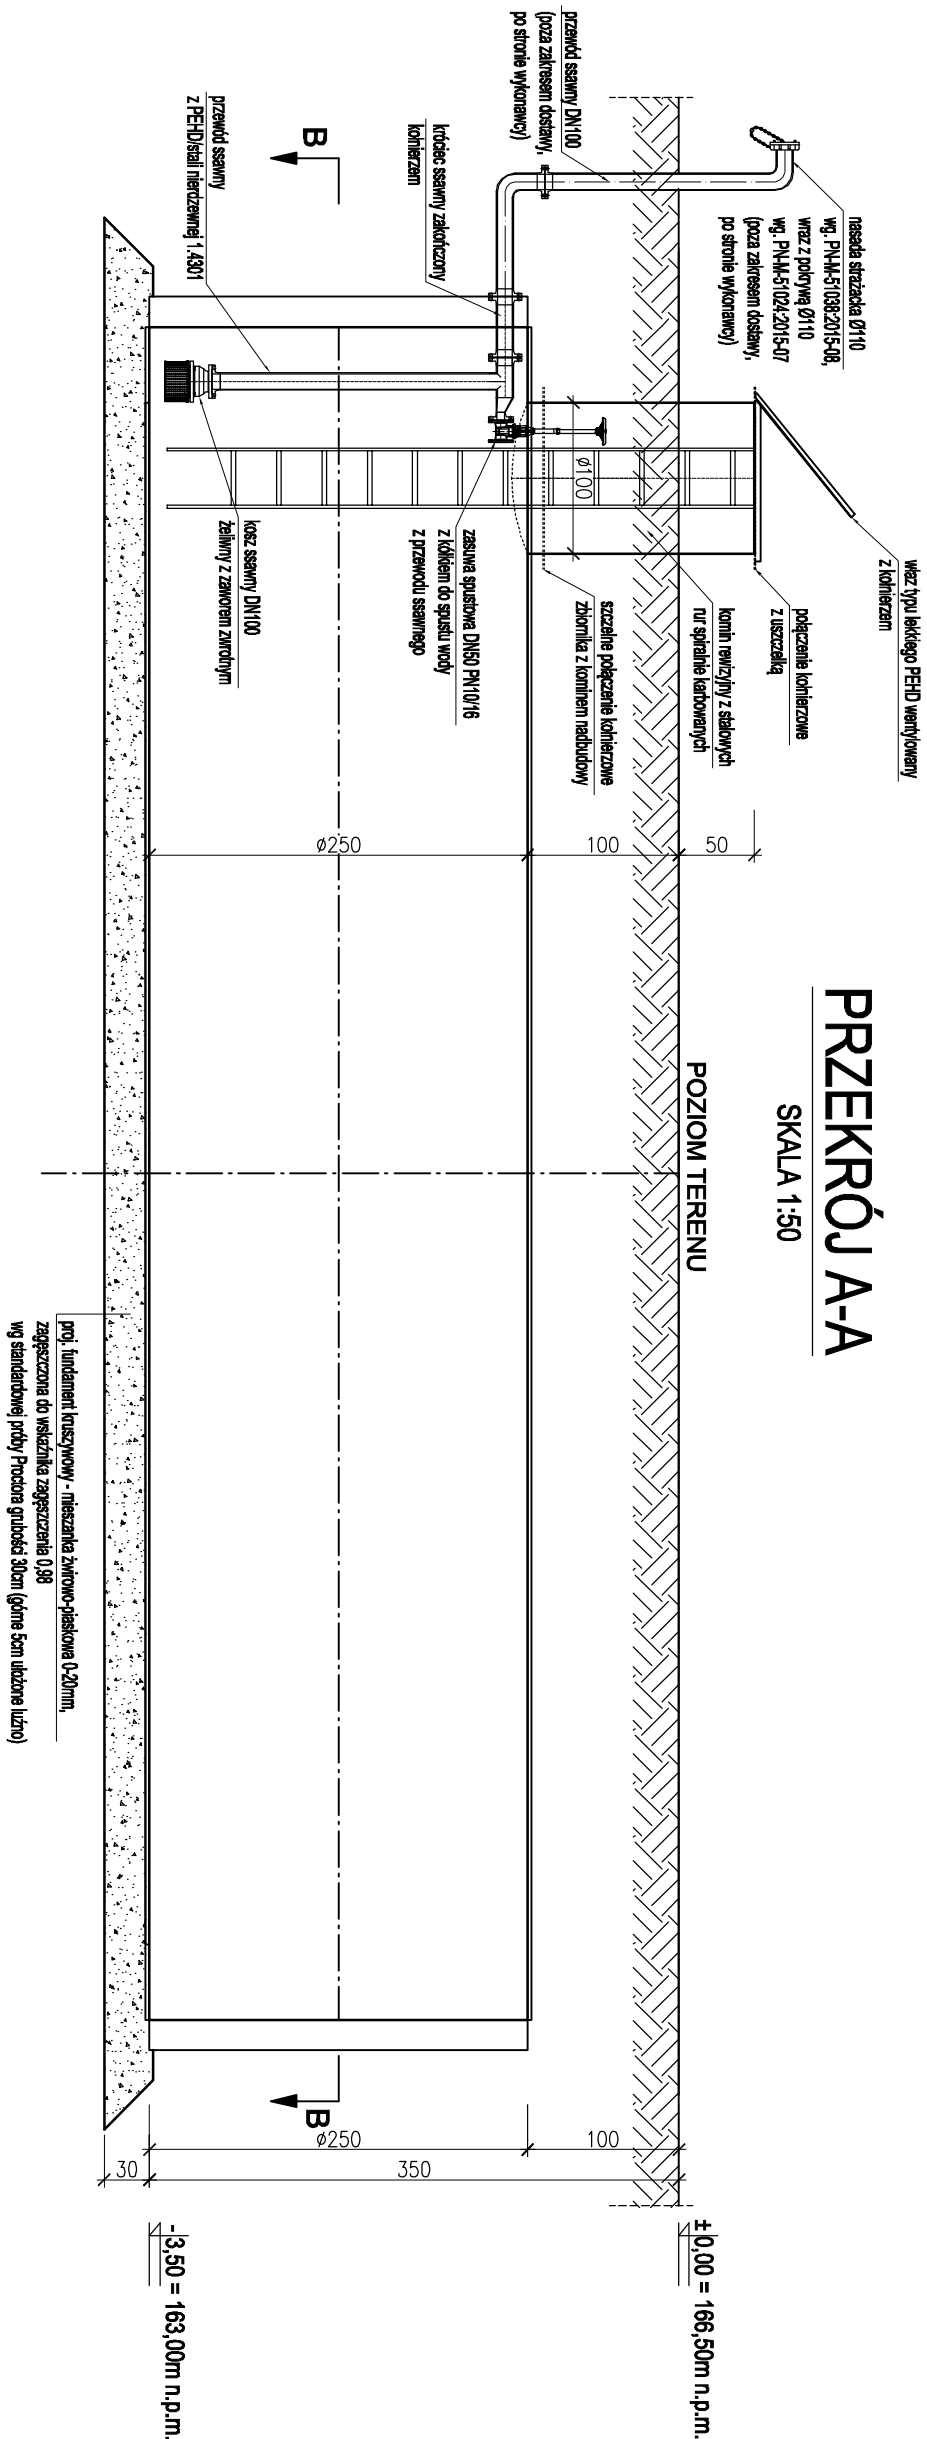 PRZEKRÓJ A-A
SKALA 1:50
POZIOM TERENU
właz typu lekkiego PEHD wentylowany
z kołnierzem
połączenie kołnierzowe
z uszczelką
komin rewizyjny z stalowych
rur spiralnie karbowanych
szczelne połączenie kołnierzowe
zbiornika z kominem nadbudowy
zasuwa spustowa DN50 PN10/16
z kółkiem do spustu wody
z przewodu ssawnego
kosz ssawny DN100
żeliwny z zaworem zwrotnym
nasada strażacka Ø110
wg. PN-M-51038:2015-08,
wraz z pokrywą Ø110
wg. PN-M-51024:2015-07
(poza zakresem dostawy,
po stronie wykonawcy)
przewód ssawny DN100
(poza zakresem dostawy,
po stronie wykonawcy)
króciec ssawny zakończony
kołnierzem
przewód ssawny
z PEHD/stali nierdzewnej 1.4301
B
B
Ø100
50
100
Ø250
100
Ø250
350
30
±0,00 = 166,50m n.p.m.
-3,50 = 163,00m n.p.m.
proj. fundament kruszywowy - mieszanka żwirowo-piaskowa 0-20mm,
zagęszczona do wskaźnika zagęszczenia 0,98
wg standardowej próby Proctora grubości 30cm (górne 5cm ułożone luźno)